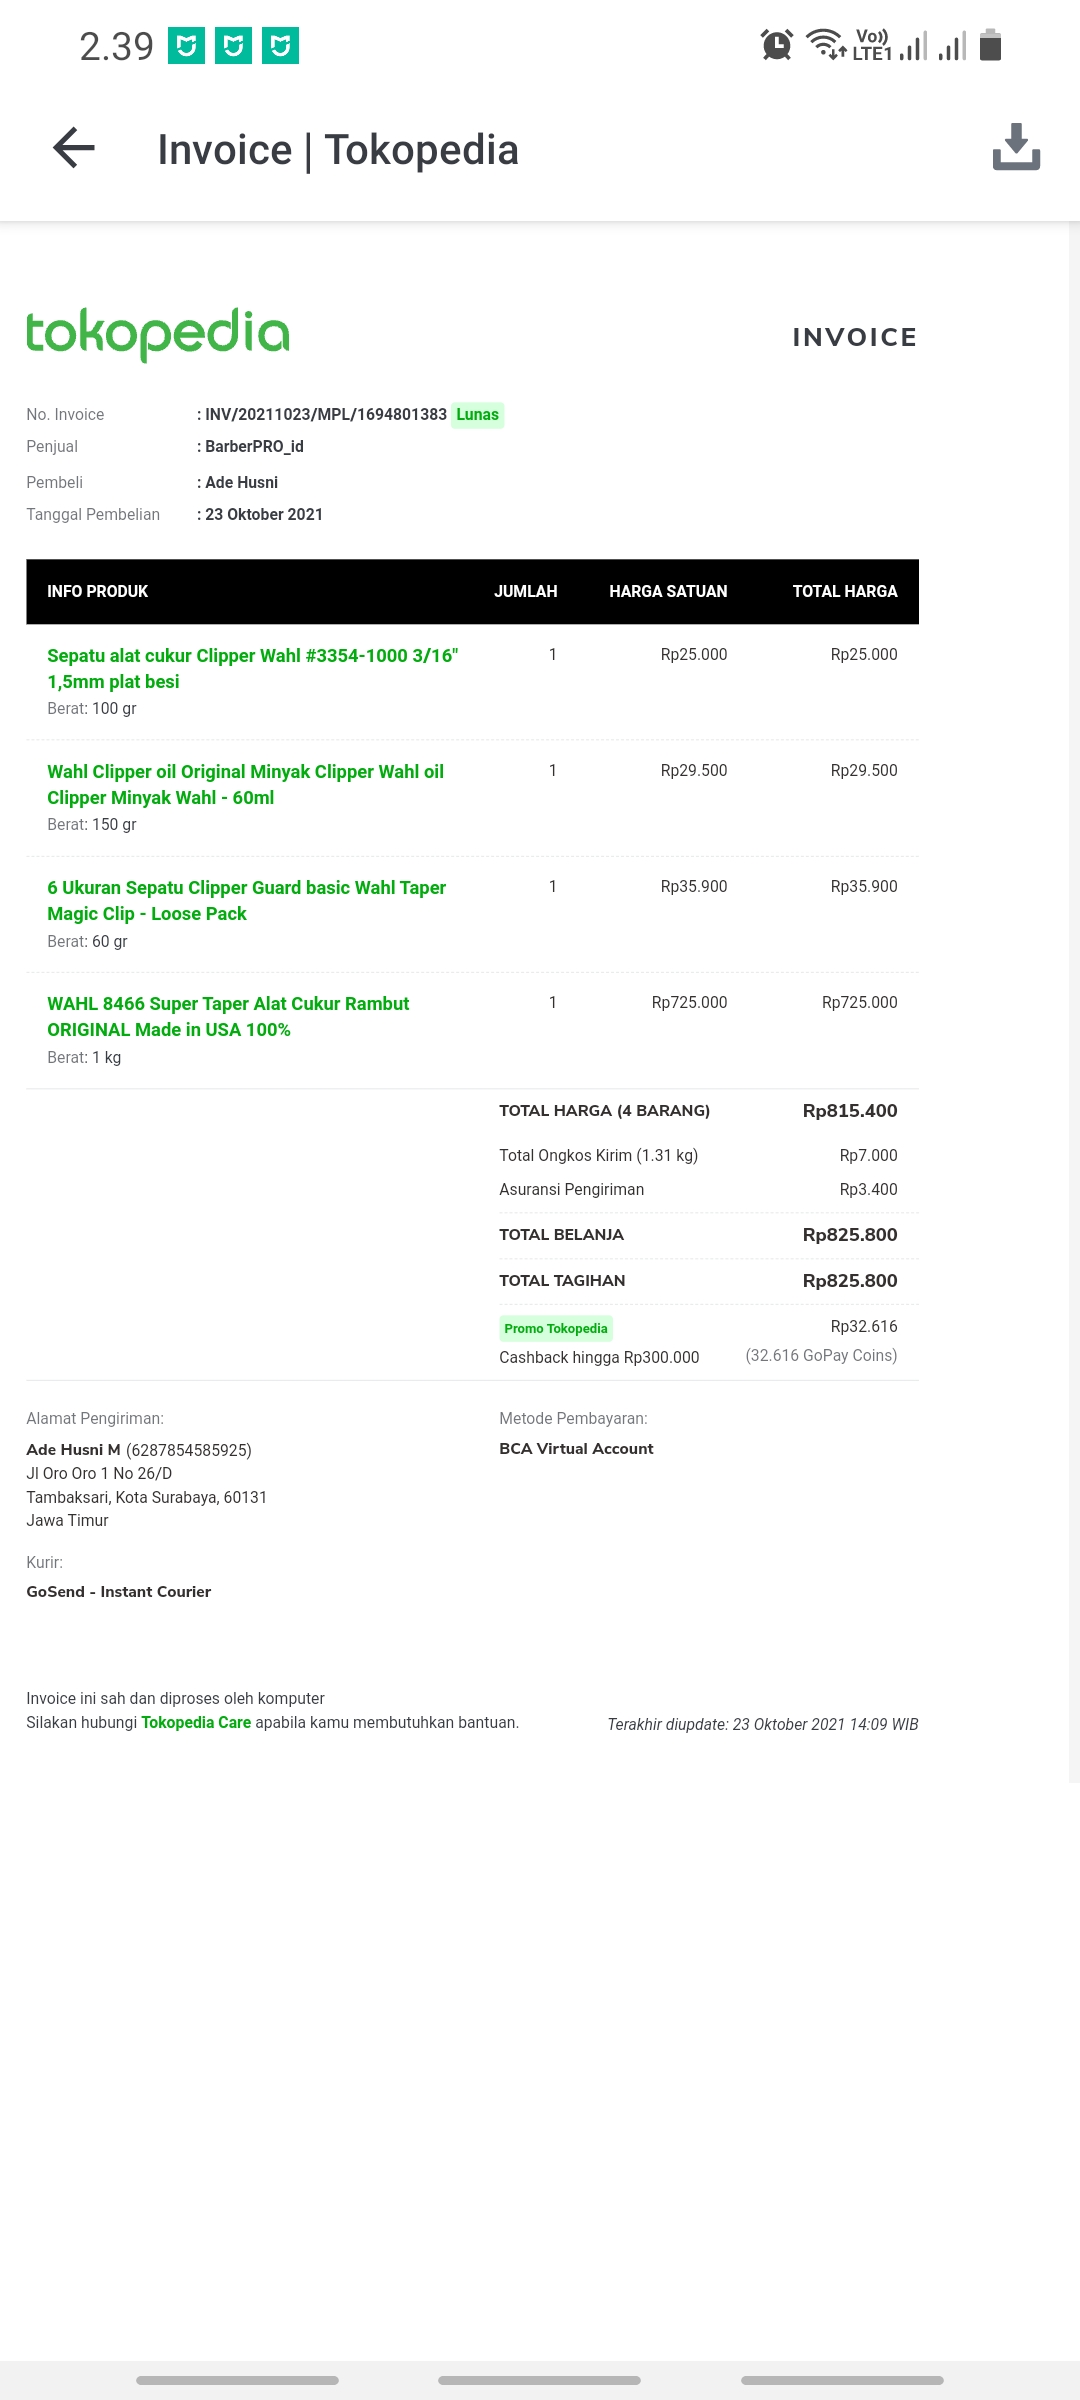 2.39
Vo)) LTE1
Invoice | Tokopedia
tokopedia
INVOICE
No. Invoice : INV/20211023/MPL/1694801383 Lunas
Penjual : BarberPRO_id
Pembeli : Ade Husni
Tanggal Pembelian : 23 Oktober 2021
INFO PRODUK JUMLAH HARGA SATUAN TOTAL HARGA
Sepatu alat cukur Clipper Wahl #3354-1000 3/16" 1 Rp25.000 Rp25.000
1,5mm plat besi
Berat: 100 gr
Wahl Clipper oil Original Minyak Clipper Wahl oil 1 Rp29.500 Rp29.500
Clipper Minyak Wahl - 60ml
Berat: 150 gr
6 Ukuran Sepatu Clipper Guard basic Wahl Taper 1 Rp35.900 Rp35.900
Magic Clip - Loose Pack
Berat: 60 gr
WAHL 8466 Super Taper Alat Cukur Rambut 1 Rp725.000 Rp725.000
ORIGINAL Made in USA 100%
Berat: 1 kg
TOTAL HARGA (4 BARANG) Rp815.400
Total Ongkos Kirim (1.31 kg) Rp7.000
Asuransi Pengiriman Rp3.400
TOTAL BELANJA Rp825.800
TOTAL TAGIHAN Rp825.800
Promo Tokopedia Rp32.616
Cashback hingga Rp300.000 (32.616 GoPay Coins)
Alamat Pengiriman:
Ade Husni M (6287854585925)
Jl Oro Oro 1 No 26/D
Tambaksari, Kota Surabaya, 60131
Jawa Timur
Metode Pembayaran:
BCA Virtual Account
Kurir:
GoSend - Instant Courier
Invoice ini sah dan diproses oleh komputer
Silakan hubungi Tokopedia Care apabila kamu membutuhkan bantuan.
Terakhir diupdate: 23 Oktober 2021 14:09 WIB